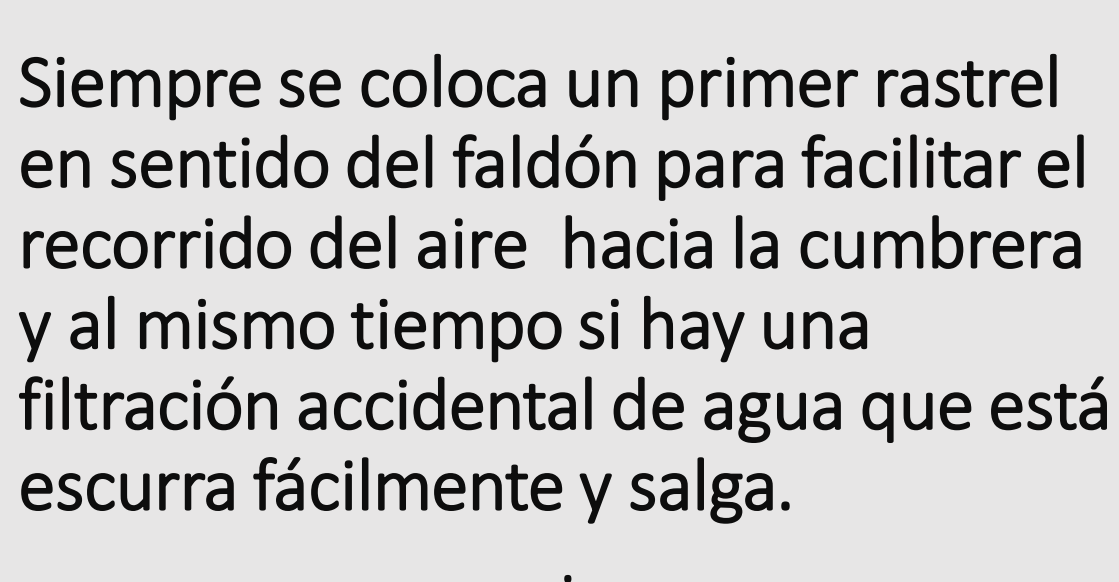 Siempre se coloca un primer rastrel
en sentido del faldón para facilitar el
recorrido del aire  hacia la cumbrera
y al mismo tiempo si hay una
filtración accidental de agua que está
escurra fácilmente y salga.